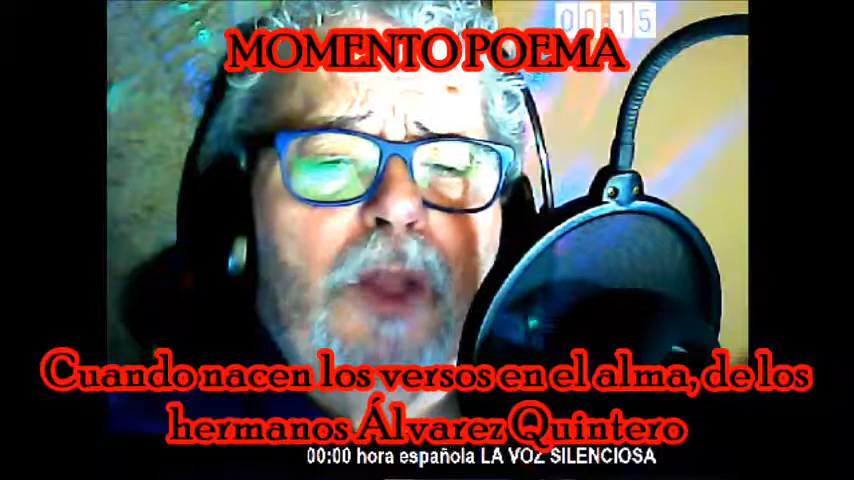 00:15
MOMENTO POEMA
Cuando nacen los versos en el alma, de los
hermanos Álvarez Quintero
00:00 hora española LA VOZ SILENCIOSA